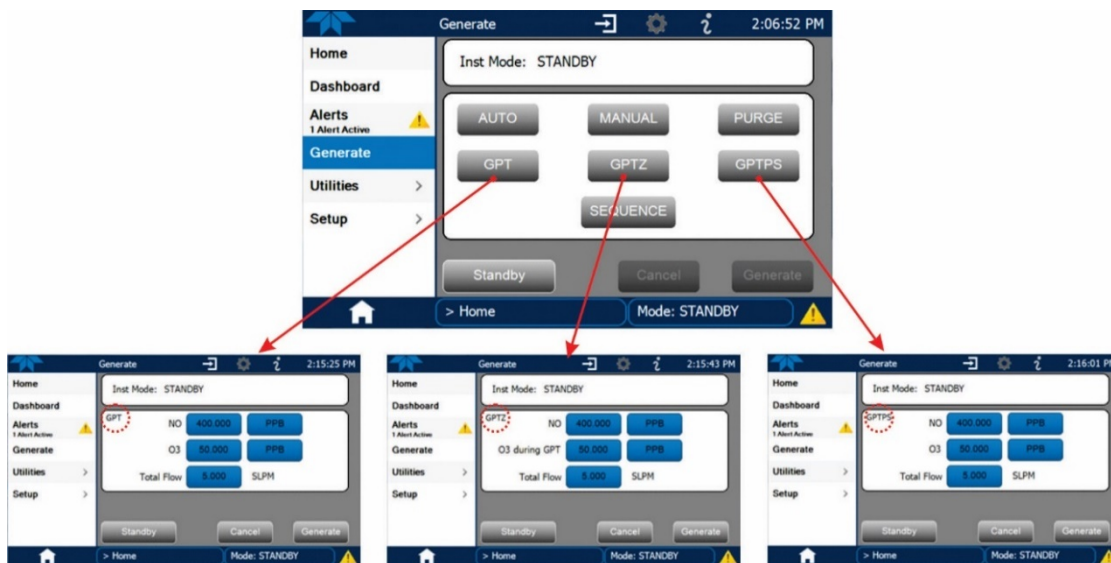 Generate 2:06:52 PM
Home
Inst Mode: STANDBY
Dashboard
Alerts
1 Alert Active
AUTO MANUAL PURGE
Generate
GPT GPTZ GPTPS
Utilities >
SEQUENCE
Setup >
Standby Cancel Generate
> Home Mode: STANDBY
Generate 2:15:25 PM
Home
Inst Mode: STANDBY
Dashboard
Alerts
1 Alert Active
GPT
NO 400.000 PPB
Generate
O3 50.000 PPB
Utilities >
Total Flow 5.000 SLPM
Setup >
Standby Cancel Generate
> Home Mode: STANDBY
Generate 2:15:43 PM
Home
Inst Mode: STANDBY
Dashboard
Alerts
1 Alert Active
GPTZ
NO 400.000 PPB
Generate
O3 during GPT 50.000 PPB
Utilities >
Total Flow 5.000 SLPM
Setup >
Standby Cancel Generate
> Home Mode: STANDBY
Generate 2:16:01 PM
Home
Inst Mode: STANDBY
Dashboard
Alerts
1 Alert Active
GPTPS
NO 400.000 PPB
Generate
O3 50.000 PPB
Utilities >
Total Flow 5.000 SLPM
Setup >
Standby Cancel Generate
> Home Mode: STANDBY